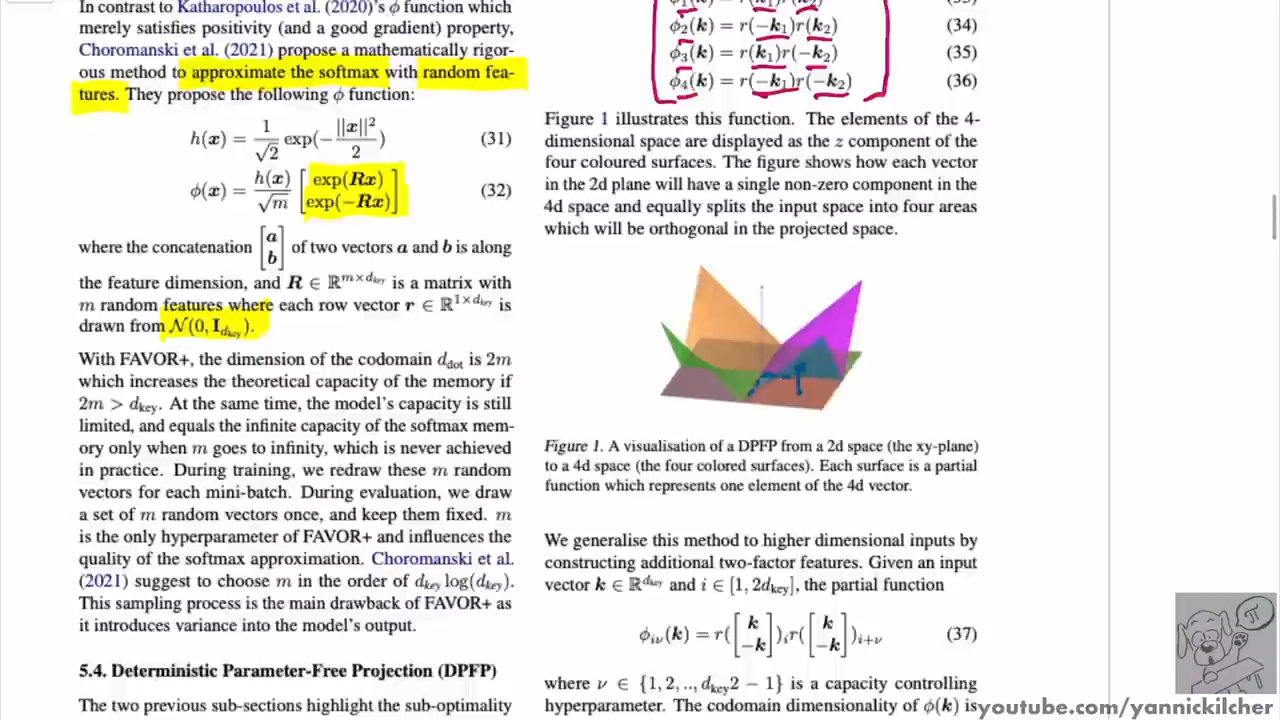 In contrast to Katharopoulos et al. (2020)'s ϕ function which
merely satisfies positivity (and a good gradient) property,
Choromanski et al. (2021) propose a mathematically rigor-
ous method to approximate the softmax with random fea-
tures. They propose the following ϕ function:
h(x) = 1/√2 exp(−||x||²/2) (31)
ϕ(x) = h(x)/√m [exp(Rx) exp(−Rx)] (32)
where the concatenation [a b] of two vectors a and b is along
the feature dimension, and R ∈ ℝ^{m×d_key} is a matrix with
m random features where each row vector r ∈ ℝ^{1×d_key} is
drawn from 𝒩(0, I_{d_key}).
With FAVOR+, the dimension of the codomain d_dot is 2m
which increases the theoretical capacity of the memory if
2m > d_key. At the same time, the model's capacity is still
limited, and equals the infinite capacity of the softmax mem-
ory only when m goes to infinity, which is never achieved
in practice. During training, we redraw these m random
vectors for each mini-batch. During evaluation, we draw
a set of m random vectors once, and keep them fixed. m
is the only hyperparameter of FAVOR+ and influences the
quality of the softmax approximation. Choromanski et al.
(2021) suggest to choose m in the order of d_key log(d_key).
This sampling process is the main drawback of FAVOR+ as
it introduces variance into the model's output.
5.4. Deterministic Parameter-Free Projection (DPFP)
The two previous sub-sections highlight the sub-optimality
ϕ₂(k) = r(−k₁)r(k₂) (34)
ϕ₃(k) = r(k₁)r(−k₂) (35)
ϕ₄(k) = r(−k₁)r(−k₂) (36)
Figure 1 illustrates this function. The elements of the 4-
dimensional space are displayed as the z component of the
four coloured surfaces. The figure shows how each vector
in the 2d plane will have a single non-zero component in the
4d space and equally splits the input space into four areas
which will be orthogonal in the projected space.
Figure 1. A visualisation of a DPFP from a 2d space (the xy-plane)
to a 4d space (the four colored surfaces). Each surface is a partial
function which represents one element of the 4d vector.
We generalise this method to higher dimensional inputs by
constructing additional two-factor features. Given an input
vector k ∈ ℝ^{d_key} and i ∈ [1, 2d_key], the partial function
ϕ_{iν}(k) = r([k −k])_i r([k −k])_{i+ν} (37)
where ν ∈ {1, 2, .., d_key2 − 1} is a capacity controlling
hyperparameter. The codomain dimensionality of ϕ(k) is
π
youtube.com/yannickilcher